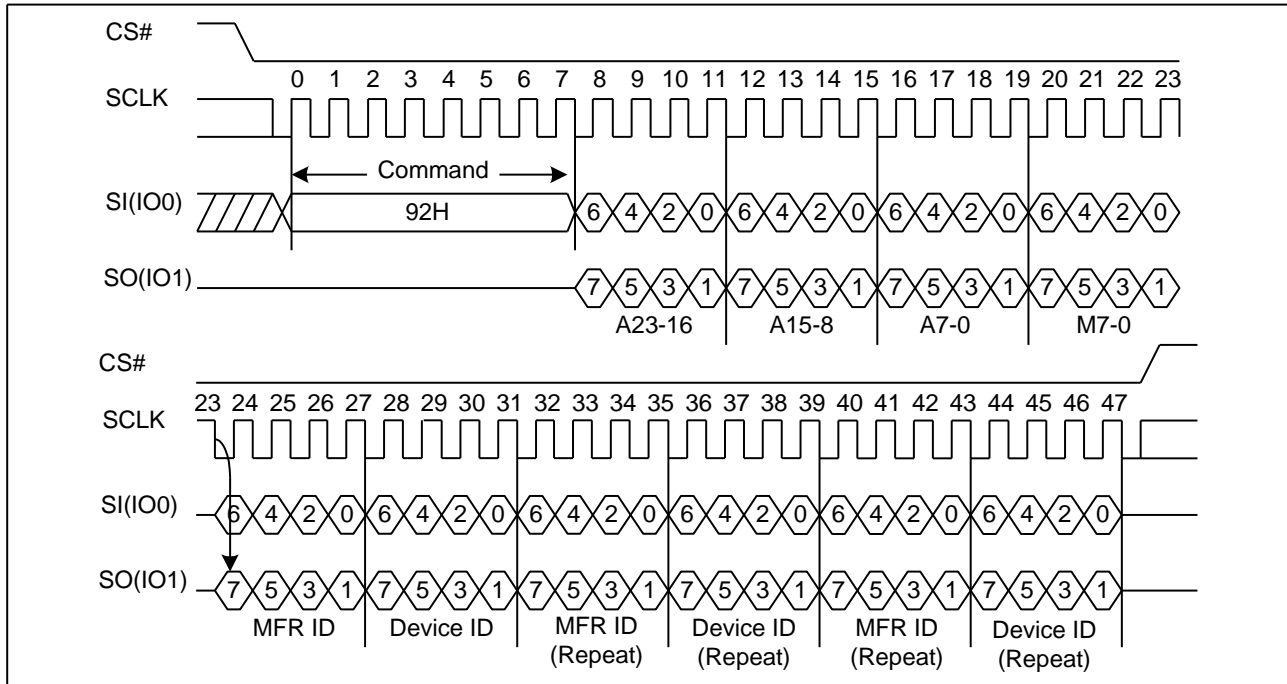 CS#
0 1 2 3 4 5 6 7 8 9 10 11 12 13 14 15 16 17 18 19 20 21 22 23
SCLK
Command
SI(IO0) 92H 6 4 2 0 6 4 2 0 6 4 2 0 6 4 2 0
SO(IO1) 7 5 3 1 7 5 3 1 7 5 3 1 7 5 3 1
A23-16 A15-8 A7-0 M7-0
CS#
23 24 25 26 27 28 29 30 31 32 33 34 35 36 37 38 39 40 41 42 43 44 45 46 47
SCLK
SI(IO0) 6 4 2 0 6 4 2 0 6 4 2 0 6 4 2 0 6 4 2 0 6 4 2 0
SO(IO1) 7 5 3 1 7 5 3 1 7 5 3 1 7 5 3 1 7 5 3 1 7 5 3 1
MFR ID Device ID MFR ID Device ID MFR ID Device ID
(Repeat) (Repeat) (Repeat) (Repeat)